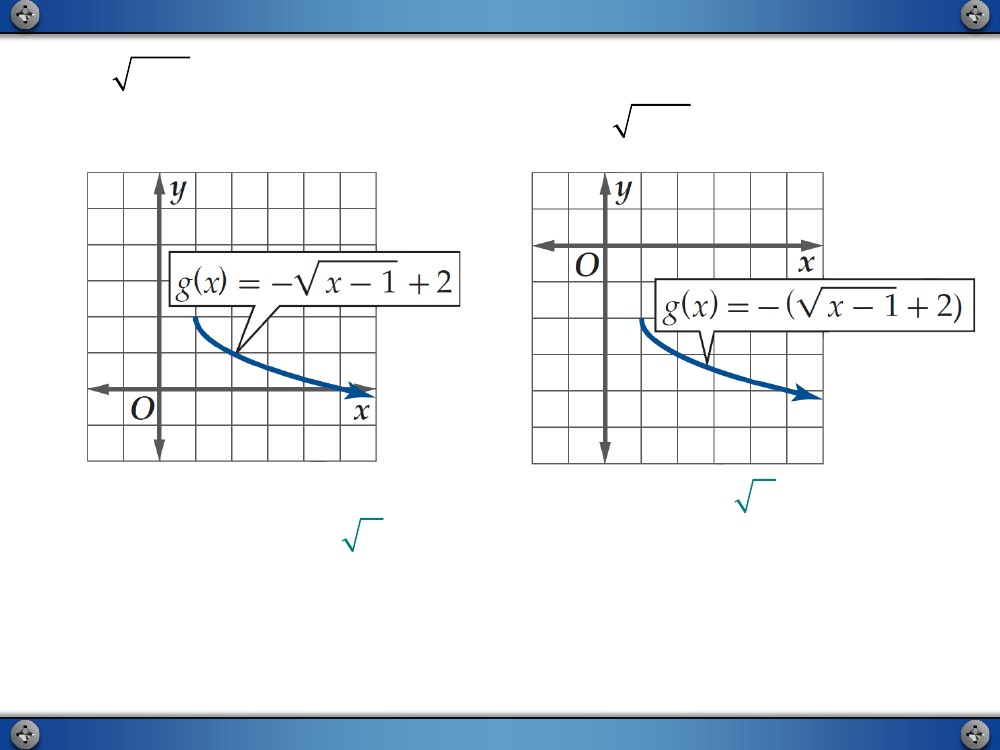 √
√
y
g(x) = −√x − 1 + 2
O
x
y
O
x
g(x) = − (√x − 1 + 2)
√
√